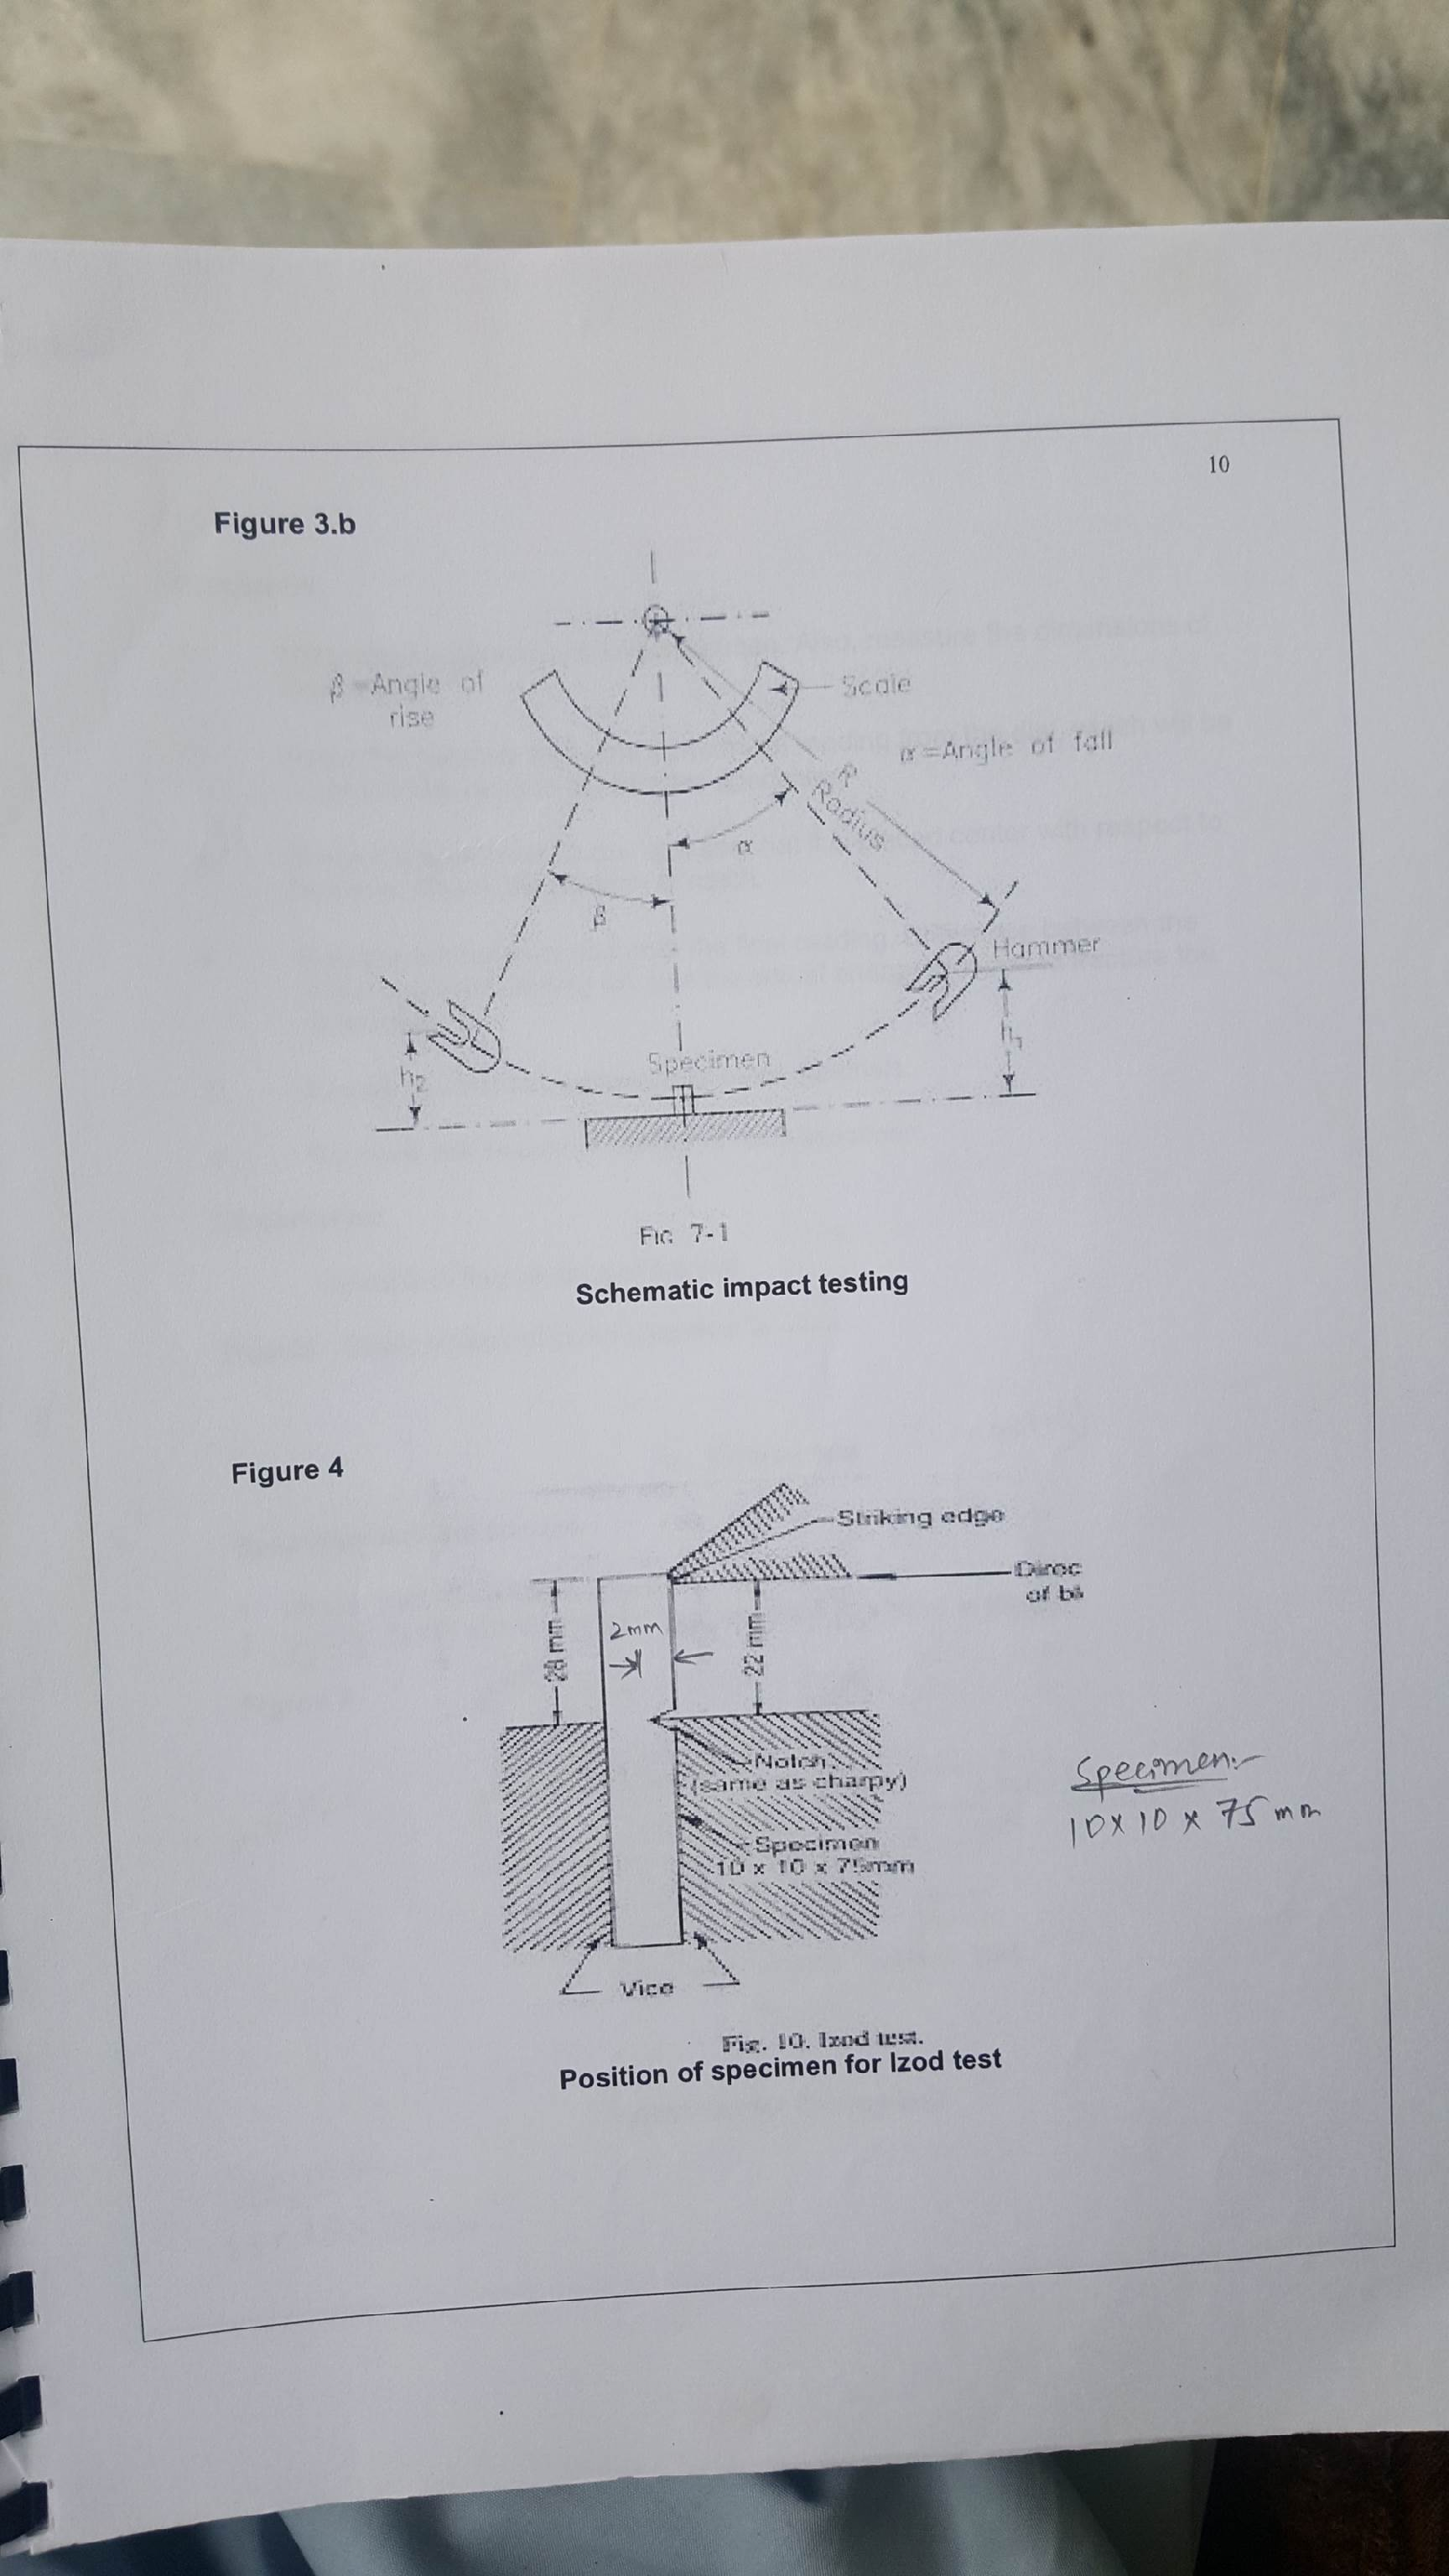 10
Figure 3.b
β=Angle of
rise
Scale
α=Angle of fall
R
Radius
α
β
Hammer
h1
h2
Specimen
FIG 7-1
Schematic impact testing
Figure 4
Striking edge
Direc
of
2mm
22 mm
mm
Notch
(same as charpy)
Specimen
10 x 10 x 75mm
Specimen:-
10 x 10 x 75 mm
Vice
Fig. 10. Izod test.
Position of specimen for Izod test